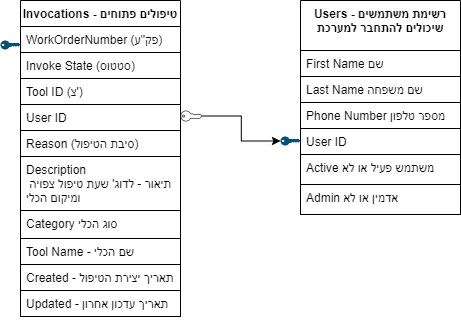 Invocations - טיפולים פתוחים
WorkOrderNumber (פק"ע)
Invoke State (סטטוס)
Tool ID (צ')
User ID
Reason (סיבת הטיפול)
Description
תיאור - לדוג' שעת טיפול צפויה
ומיקום הכלי
Category סוג הכלי
Tool Name - שם הכלי
Created - תאריך יצירת הטיפול
Updated - תאריך עדכון אחרון
Users - רשימת משתמשים
שיכולים להתחבר למערכת
First Name שם
Last Name שם משפחה
Phone Number מספר טלפון
User ID
Active משתמש פעיל או לא
Admin אדמין או לא